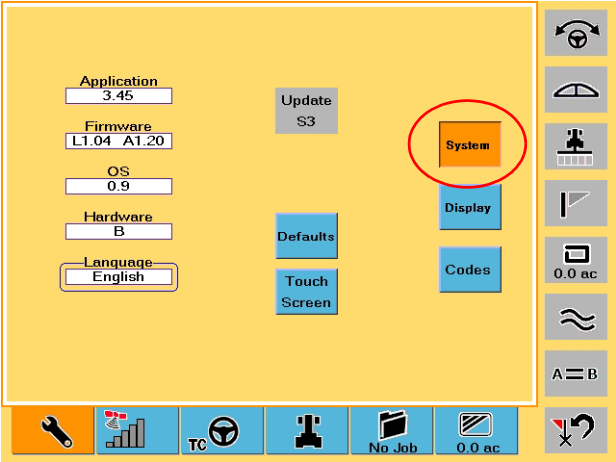 Application
3.45
Firmware
L1.04 A1.20
OS
0.9
Hardware
B
Language
English
Update
S3
Defaults
Touch
Screen
System
Display
Codes
0.0 ac
A=B
TC
No Job
0.0 ac